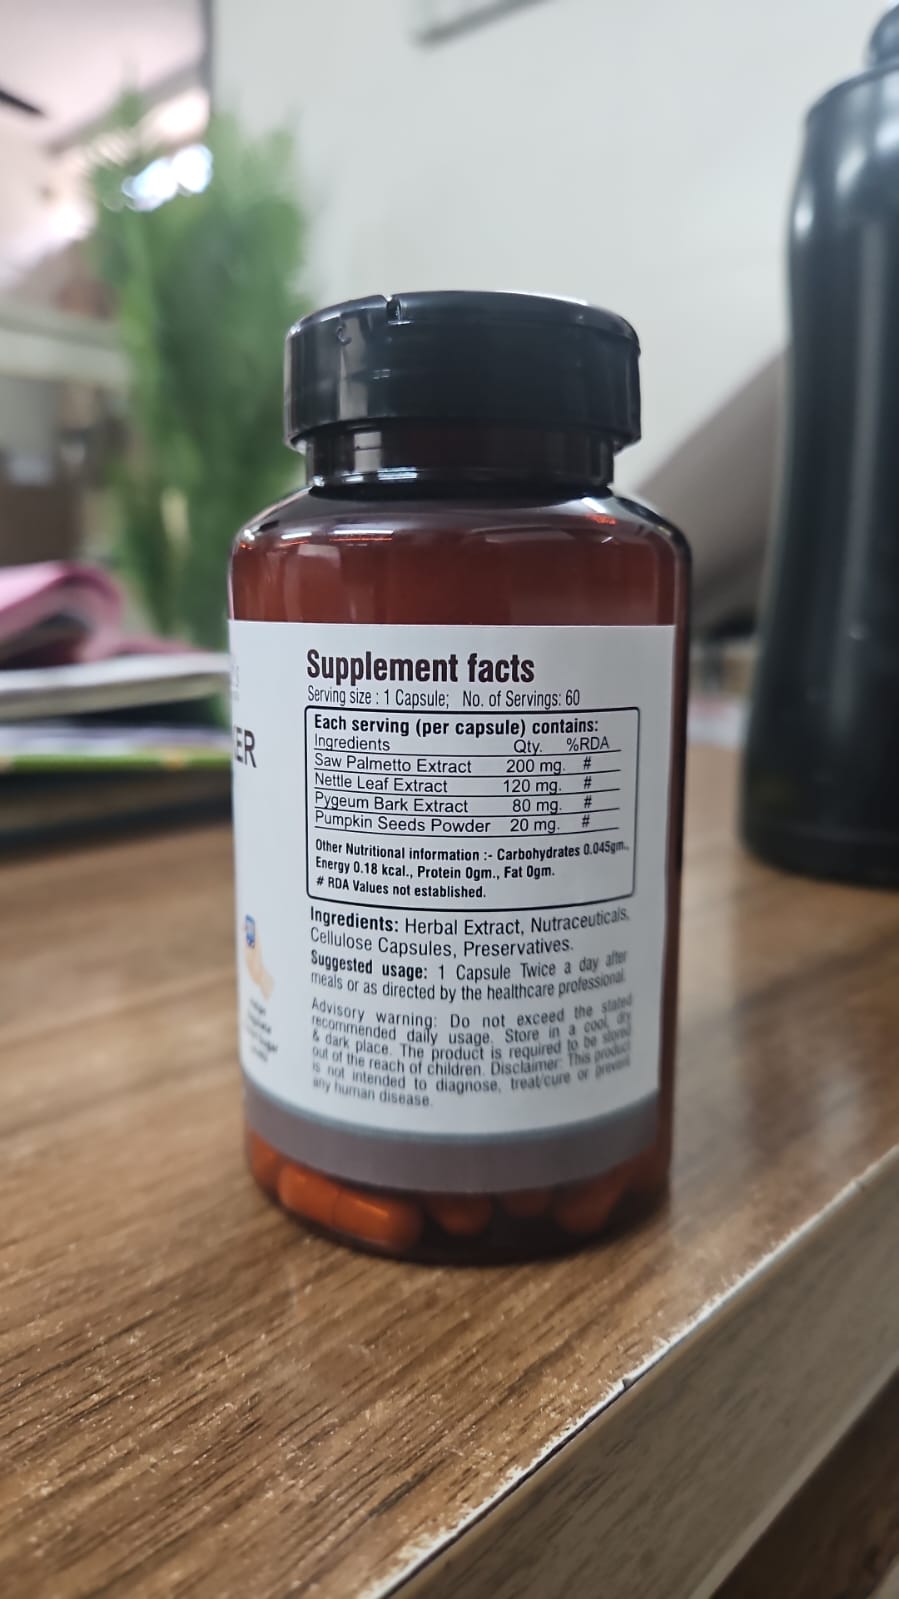 ER
Supplement facts
Serving size : 1 Capsule; No. of Servings: 60
Each serving (per capsule) contains:
Ingredients Qty. %RDA
Saw Palmetto Extract 200 mg. #
Nettle Leaf Extract 120 mg. #
Pygeum Bark Extract 80 mg. #
Pumpkin Seeds Powder 20 mg. #
Other Nutritional information :- Carbohydrates 0.045gm.,
Energy 0.18 kcal., Protein 0gm., Fat 0gm.
# RDA Values not established.
Ingredients: Herbal Extract, Nutraceuticals,
Cellulose Capsules, Preservatives.
Suggested usage: 1 Capsule Twice a day after
meals or as directed by the healthcare professional.
Advisory warning: Do not exceed the stated
recommended daily usage. Store in a cool, dry
& dark place. The product is required to be stored
out of the reach of children. Disclaimer: This product
is not intended to diagnose, treat/cure or prevent
any human disease.